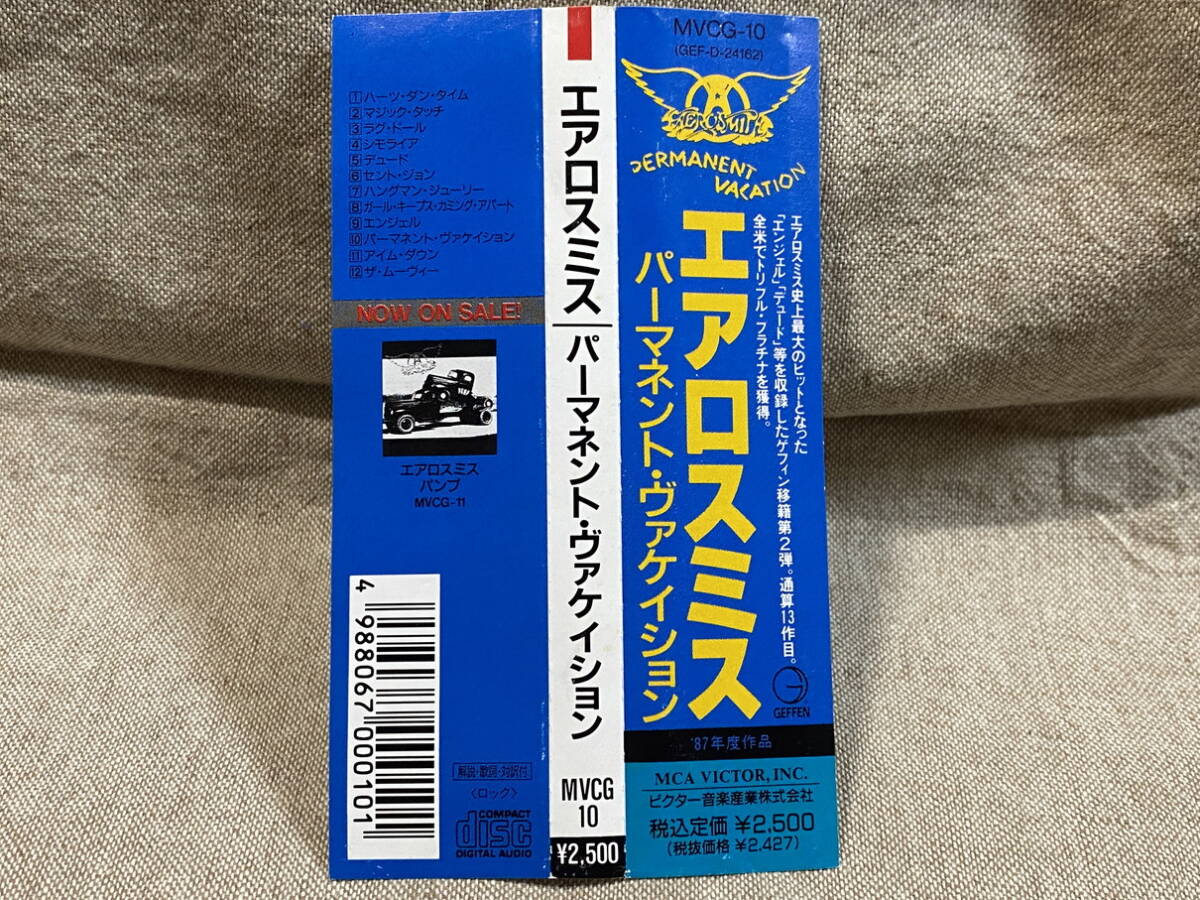 1 ハーツ・ダン・タイム
2 マジック・タッチ
3 ラグ・ドール
4 シモライア
5 デュード
6 セント・ジョン
7 ハングマン・ジューリー
8 ガール・キープス・カミング・アパート
9 エンジェル
10 パーマネント・ヴァケイション
11 アイム・ダウン
12 ザ・ムーヴィー
NOW ON SALE!
エアロスミス
パンプ
MVCG-11
4 988067 000101
解説・歌詞・対訳付
〈ロック〉
COMPACT
disc
DIGITAL AUDIO
エアロスミス
パーマネント・ヴァケイション
MVCG
10
¥2,500
MVCG-10
(GEF-D-24162)
AEROSMITH
PERMANENT
VACATION
エアロスミス史上最大のヒットとなった
「エンジェル」「デュード」等を収録したゲフィン移籍第2弾。通算13作目。
全米でトリプル・プラチナを獲得。
エアロスミス
パーマネント・ヴァケイション
GEFFEN
'87年度作品
MCA VICTOR, INC.
ビクター音楽産業株式会社
税込定価 ¥2,500
(税抜価格 ¥2,427)